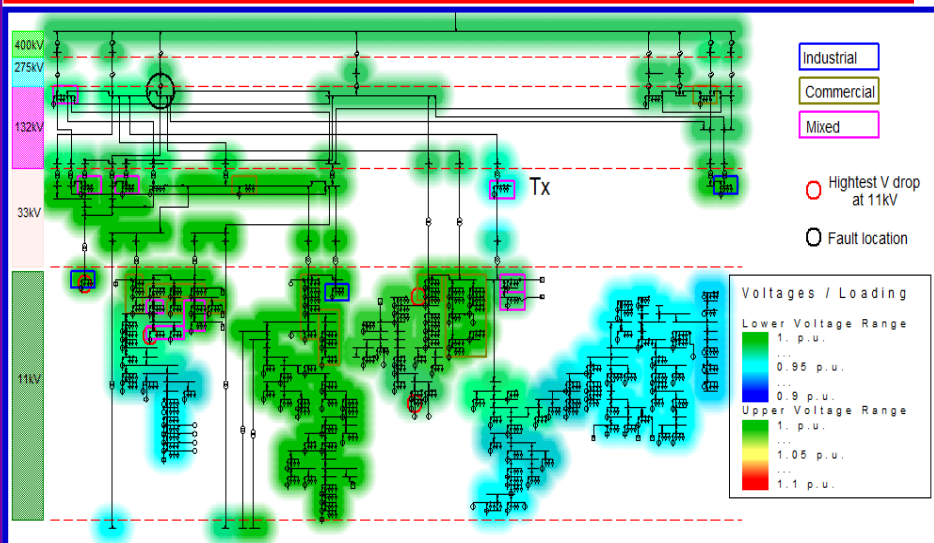 400kV
275kV
132kV
33kV
11kV
Industrial
Commercial
Mixed
Tx
Hightest V drop
at 11kV
Fault location
Voltages / Loading
Lower Voltage Range
1. p.u.
...
0.95 p.u.
...
0.9 p.u.
Upper Voltage Range
1. p.u.
...
1.05 p.u.
...
1.1 p.u.